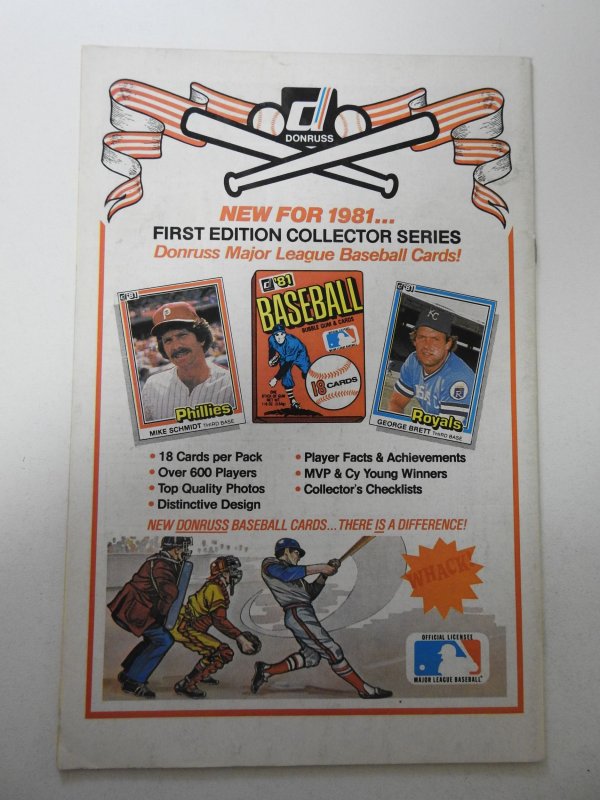 DONRUSS
NEW FOR 1981...
FIRST EDITION COLLECTOR SERIES
Donruss Major League Baseball Cards!
'81
Phillies
MIKE SCHMIDT THIRD BASE
'81
BASEBALL
BUBBLE GUM & CARDS
18 CARDS
'81
KC
Royals
GEORGE BRETT THIRD BASE
• 18 Cards per Pack
• Over 600 Players
• Top Quality Photos
• Distinctive Design
• Player Facts & Achievements
• MVP & Cy Young Winners
• Collector's Checklists
NEW DONRUSS BASEBALL CARDS...THERE IS A DIFFERENCE!
WHACK!
OFFICIAL LICENSEE
MAJOR LEAGUE BASEBALL